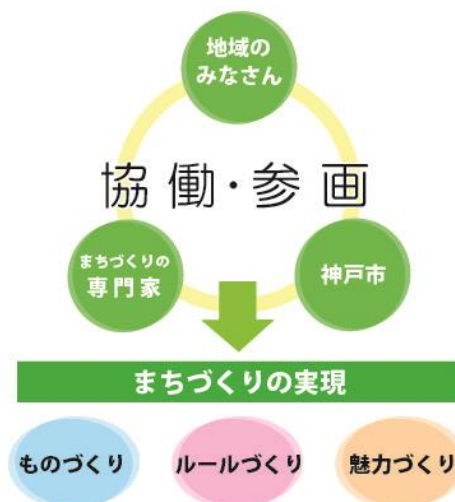 地域の
みなさん
協働・参画
まちづくりの
専門家
神戸市
まちづくりの実現
ものづくり
ルールづくり
魅力づくり